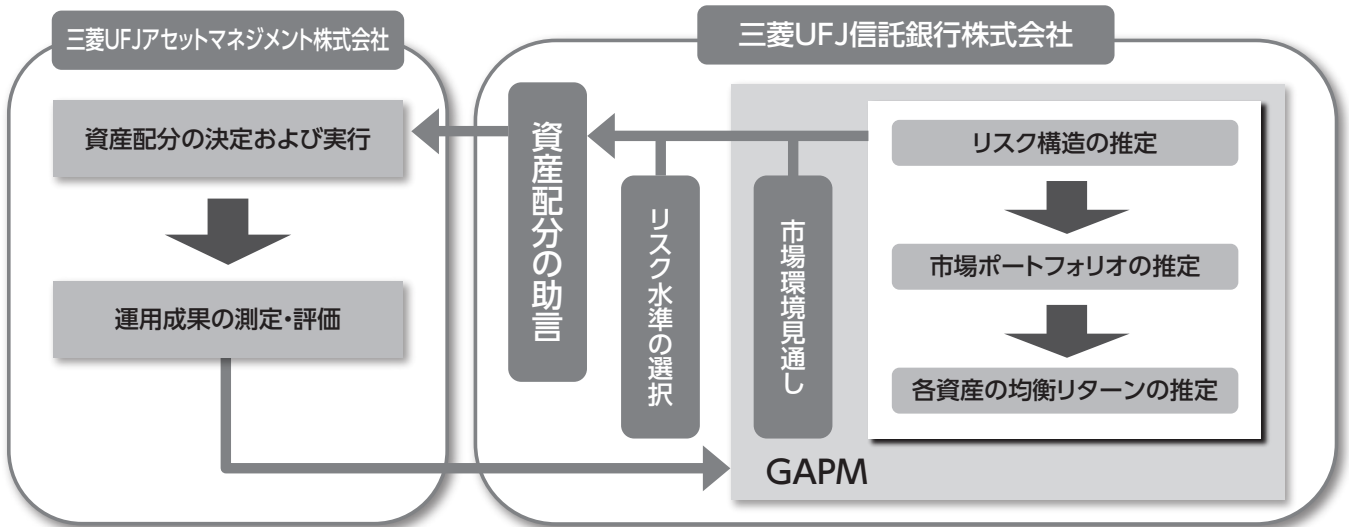 三菱UFJアセットマネジメント株式会社
資産配分の決定および実行
運用成果の測定・評価
三菱UFJ信託銀行株式会社
資産配分の助言
リスク水準の選択
市場環境見通し
リスク構造の推定
市場ポートフォリオの推定
各資産の均衡リターンの推定
GAPM